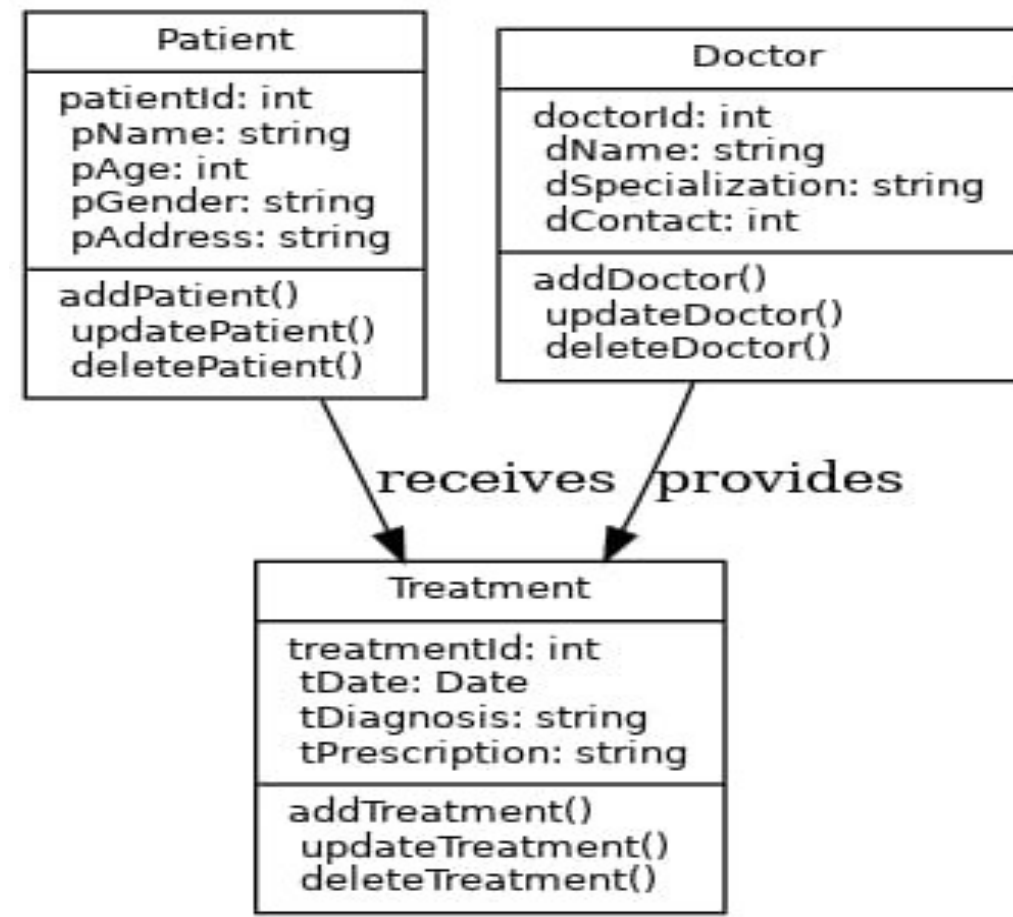 Patient
patientId: int
pName: string
pAge: int
pGender: string
pAddress: string
addPatient()
updatePatient()
deletePatient()
Doctor
doctorId: int
dName: string
dSpecialization: string
dContact: int
addDoctor()
updateDoctor()
deleteDoctor()
receives
provides
Treatment
treatmentId: int
tDate: Date
tDiagnosis: string
tPrescription: string
addTreatment()
updateTreatment()
deleteTreatment()